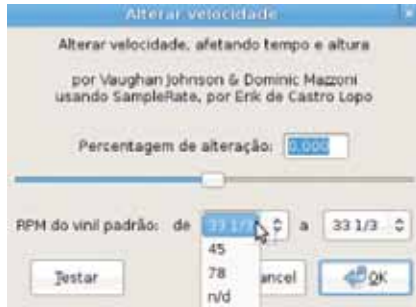 Alterar velocidade
Alterar velocidade, afetando tempo e altura
por Vaughan Johnson & Dominic Mazzoni
usando SampleRate, por Erik de Castro Lopo
Percentagem de alteração: 0,000
RPM do vinil padrão: de 33 1/3 a 33 1/3
45
78
n/d
Testar ancel OK